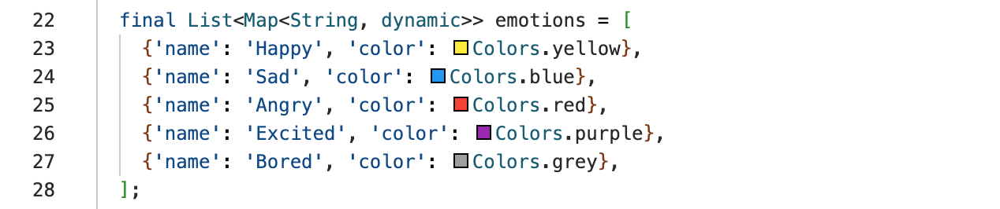 22 final List<Map<String, dynamic>> emotions = [
23 {'name': 'Happy', 'color': Colors.yellow},
24 {'name': 'Sad', 'color': Colors.blue},
25 {'name': 'Angry', 'color': Colors.red},
26 {'name': 'Excited', 'color': Colors.purple},
27 {'name': 'Bored', 'color': Colors.grey},
28 ];